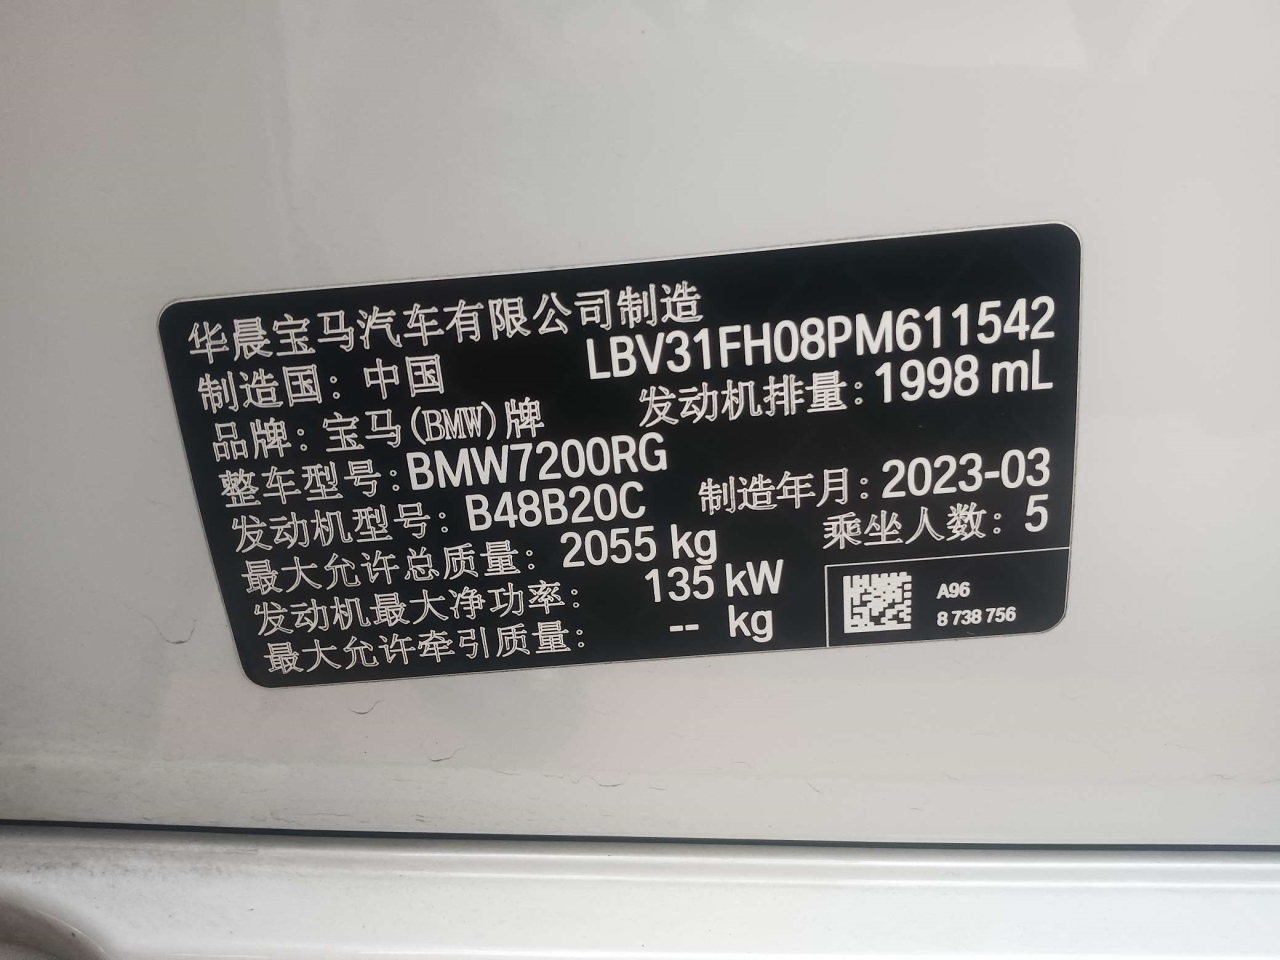 华晨宝马汽车有限公司制造
LBV31FH08PM611542
制造国：中国
发动机排量：1998 mL
品牌：宝马(BMW)牌
整车型号：BMW7200RG
制造年月：2023-03
发动机型号：B48B20C
乘坐人数：5
最大允许总质量：2055 kg
发动机最大净功率：135 kW
最大允许牵引质量：-- kg
A96
8 738 756